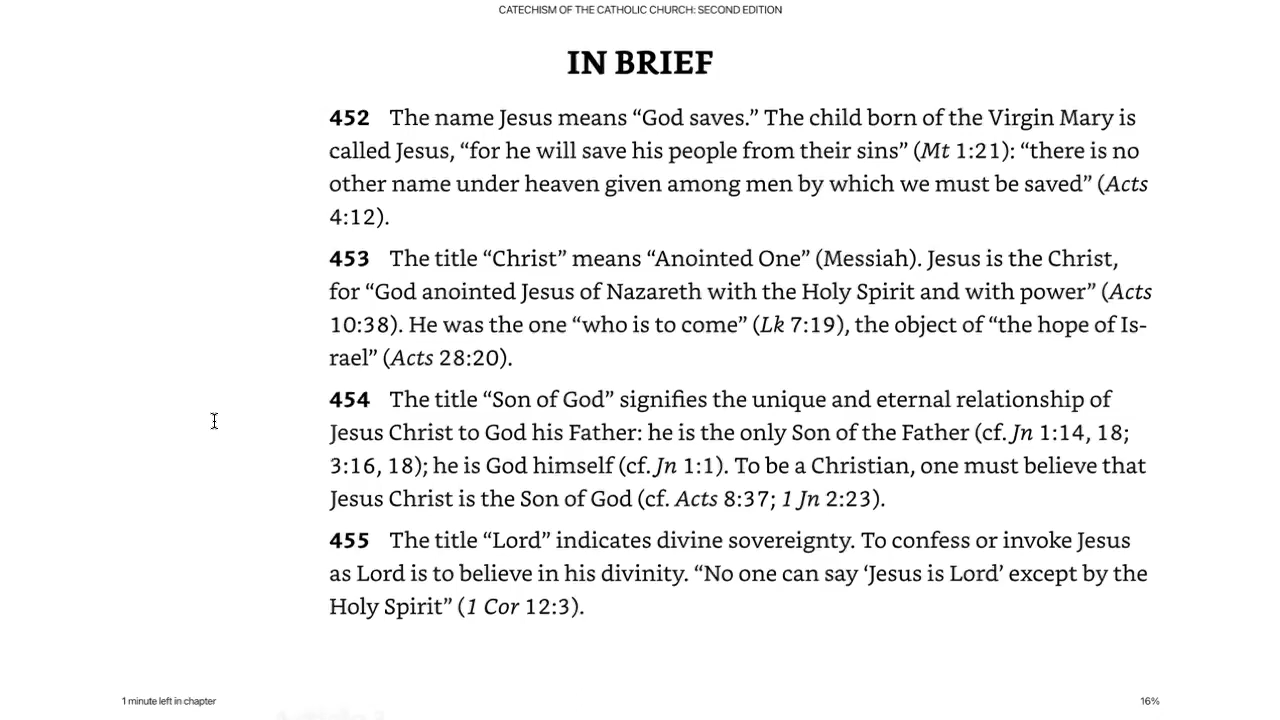 CATECHISM OF THE CATHOLIC CHURCH: SECOND EDITION
IN BRIEF
452 The name Jesus means “God saves.” The child born of the Virgin Mary is
called Jesus, “for he will save his people from their sins” (Mt 1:21): “there is no
other name under heaven given among men by which we must be saved” (Acts
4:12).
453 The title “Christ” means “Anointed One” (Messiah). Jesus is the Christ,
for “God anointed Jesus of Nazareth with the Holy Spirit and with power” (Acts
10:38). He was the one “who is to come” (Lk 7:19), the object of “the hope of Is-
rael” (Acts 28:20).
454 The title “Son of God” signifies the unique and eternal relationship of
Jesus Christ to God his Father: he is the only Son of the Father (cf. Jn 1:14, 18;
3:16, 18); he is God himself (cf. Jn 1:1). To be a Christian, one must believe that
Jesus Christ is the Son of God (cf. Acts 8:37; 1 Jn 2:23).
455 The title “Lord” indicates divine sovereignty. To confess or invoke Jesus
as Lord is to believe in his divinity. “No one can say ‘Jesus is Lord’ except by the
Holy Spirit” (1 Cor 12:3).
1 minute left in chapter
16%